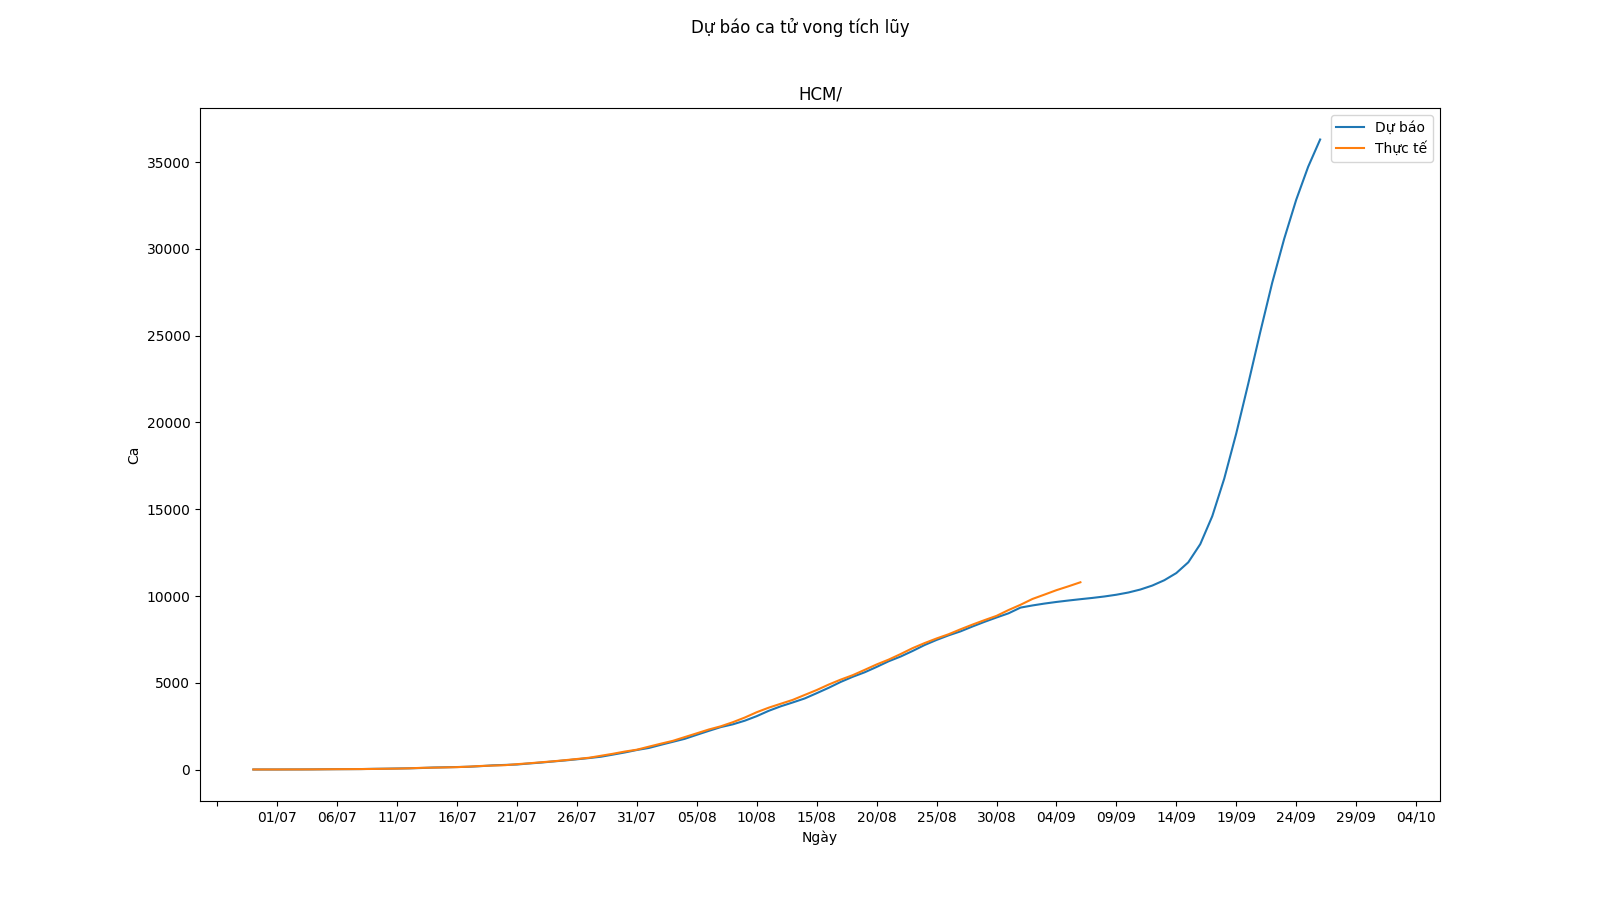 Dự báo ca tử vong tích lũy
HCM/
Dự báo
Thực tế
35000
30000
25000
20000
15000
10000
5000
0
Ca
01/07 06/07 11/07 16/07 21/07 26/07 31/07 05/08 10/08 15/08 20/08 25/08 30/08 04/09 09/09 14/09 19/09 24/09 29/09 04/10
Ngày